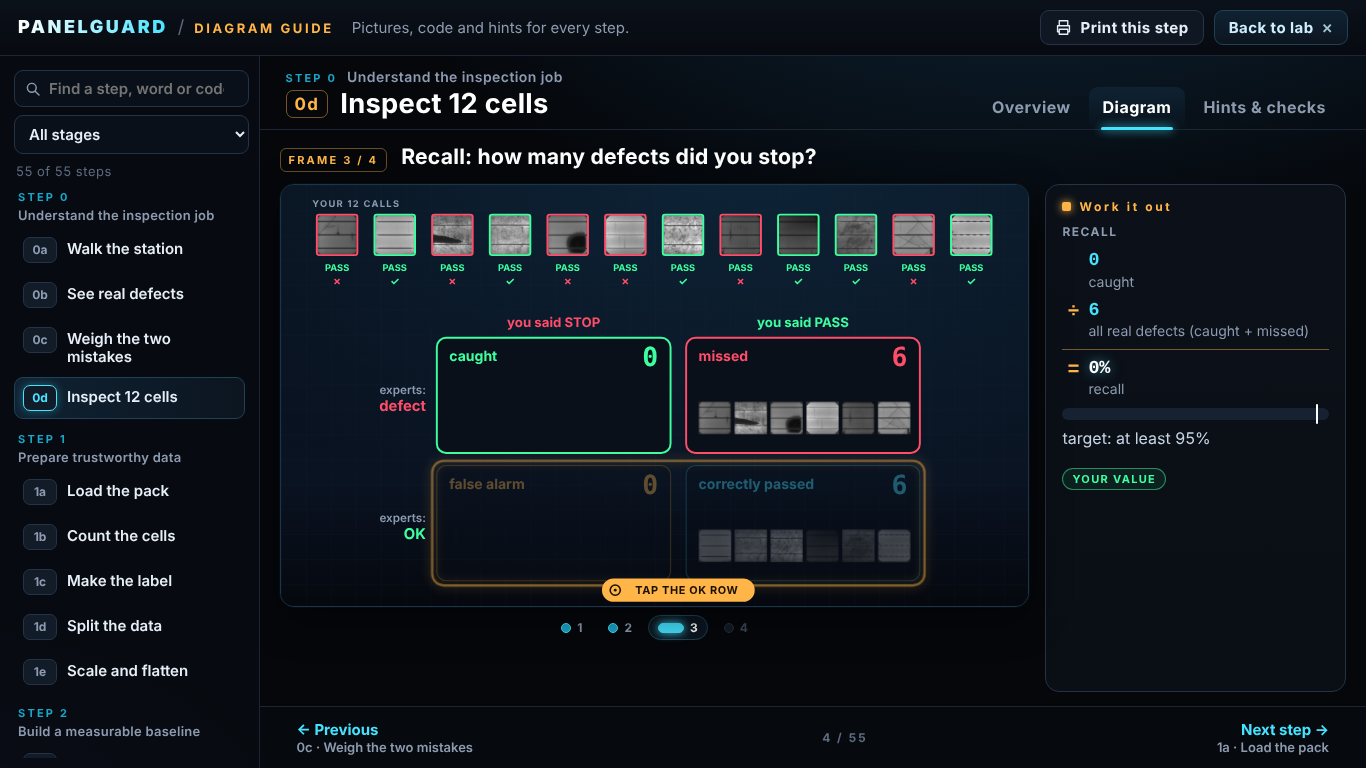 PANELGUARD / DIAGRAM GUIDE Pictures, code and hints for every step.
Print this step
Back to lab ×
Find a step, word or cod
All stages
55 of 55 steps
STEP 0
Understand the inspection job
0a Walk the station
0b See real defects
0c Weigh the two
mistakes
0d Inspect 12 cells
STEP 1
Prepare trustworthy data
1a Load the pack
1b Count the cells
1c Make the label
1d Split the data
1e Scale and flatten
STEP 2
Build a measurable baseline
STEP 0 Understand the inspection job
0d Inspect 12 cells
Overview Diagram Hints & checks
FRAME 3 / 4 Recall: how many defects did you stop?
YOUR 12 CALLS
PASS PASS PASS PASS PASS PASS PASS PASS PASS PASS PASS PASS
× ✓ × ✓ × × ✓ × ✓ ✓ × ✓
you said STOP you said PASS
experts:
defect
caught 0
missed 6
experts:
OK
false alarm 0
correctly passed 6
TAP THE OK ROW
1 2 3 4
Work it out
RECALL
0
caught
÷ 6
all real defects (caught + missed)
= 0%
recall
target: at least 95%
YOUR VALUE
← Previous
0c · Weigh the two mistakes
4 / 55
Next step →
1a · Load the pack